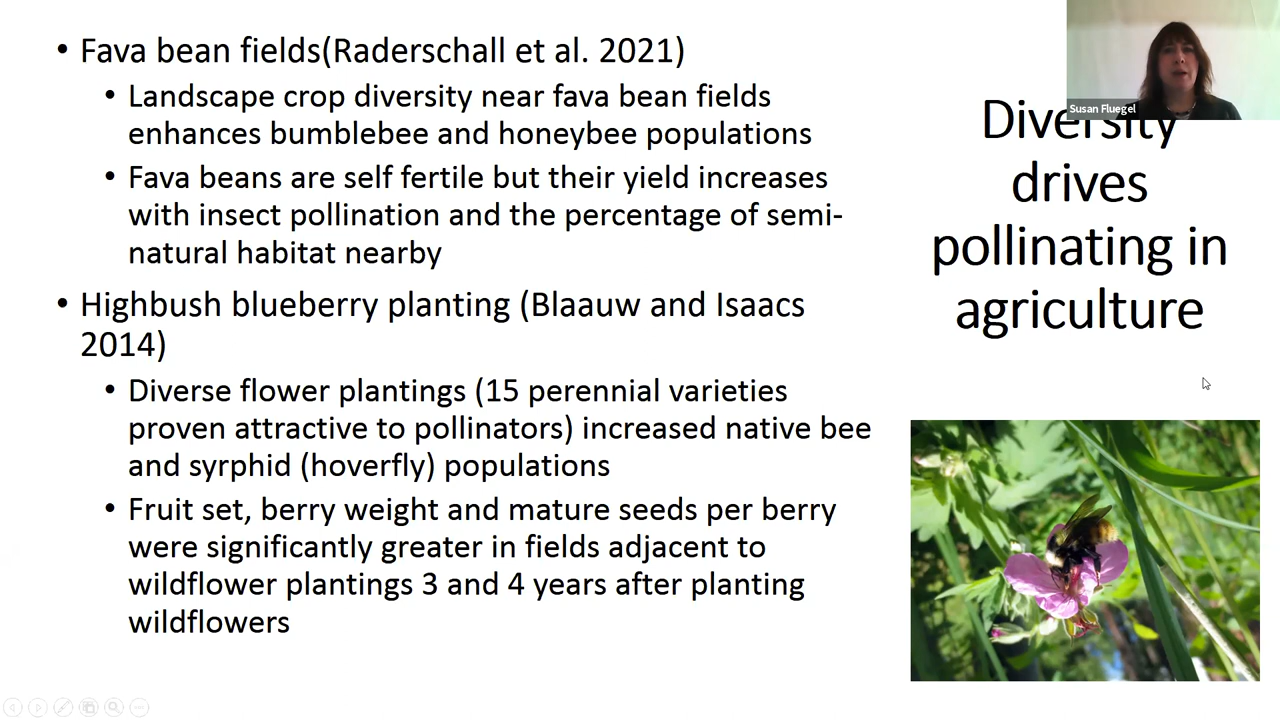 • Fava bean fields(Raderschall et al. 2021)
• Landscape crop diversity near fava bean fields
enhances bumblebee and honeybee populations
• Fava beans are self fertile but their yield increases
with insect pollination and the percentage of semi-
natural habitat nearby
• Highbush blueberry planting (Blaauw and Isaacs
2014)
• Diverse flower plantings (15 perennial varieties
proven attractive to pollinators) increased native bee
and syrphid (hoverfly) populations
• Fruit set, berry weight and mature seeds per berry
were significantly greater in fields adjacent to
wildflower plantings 3 and 4 years after planting
wildflowers
Susan Fluegel
Diversity
drives
pollinating in
agriculture